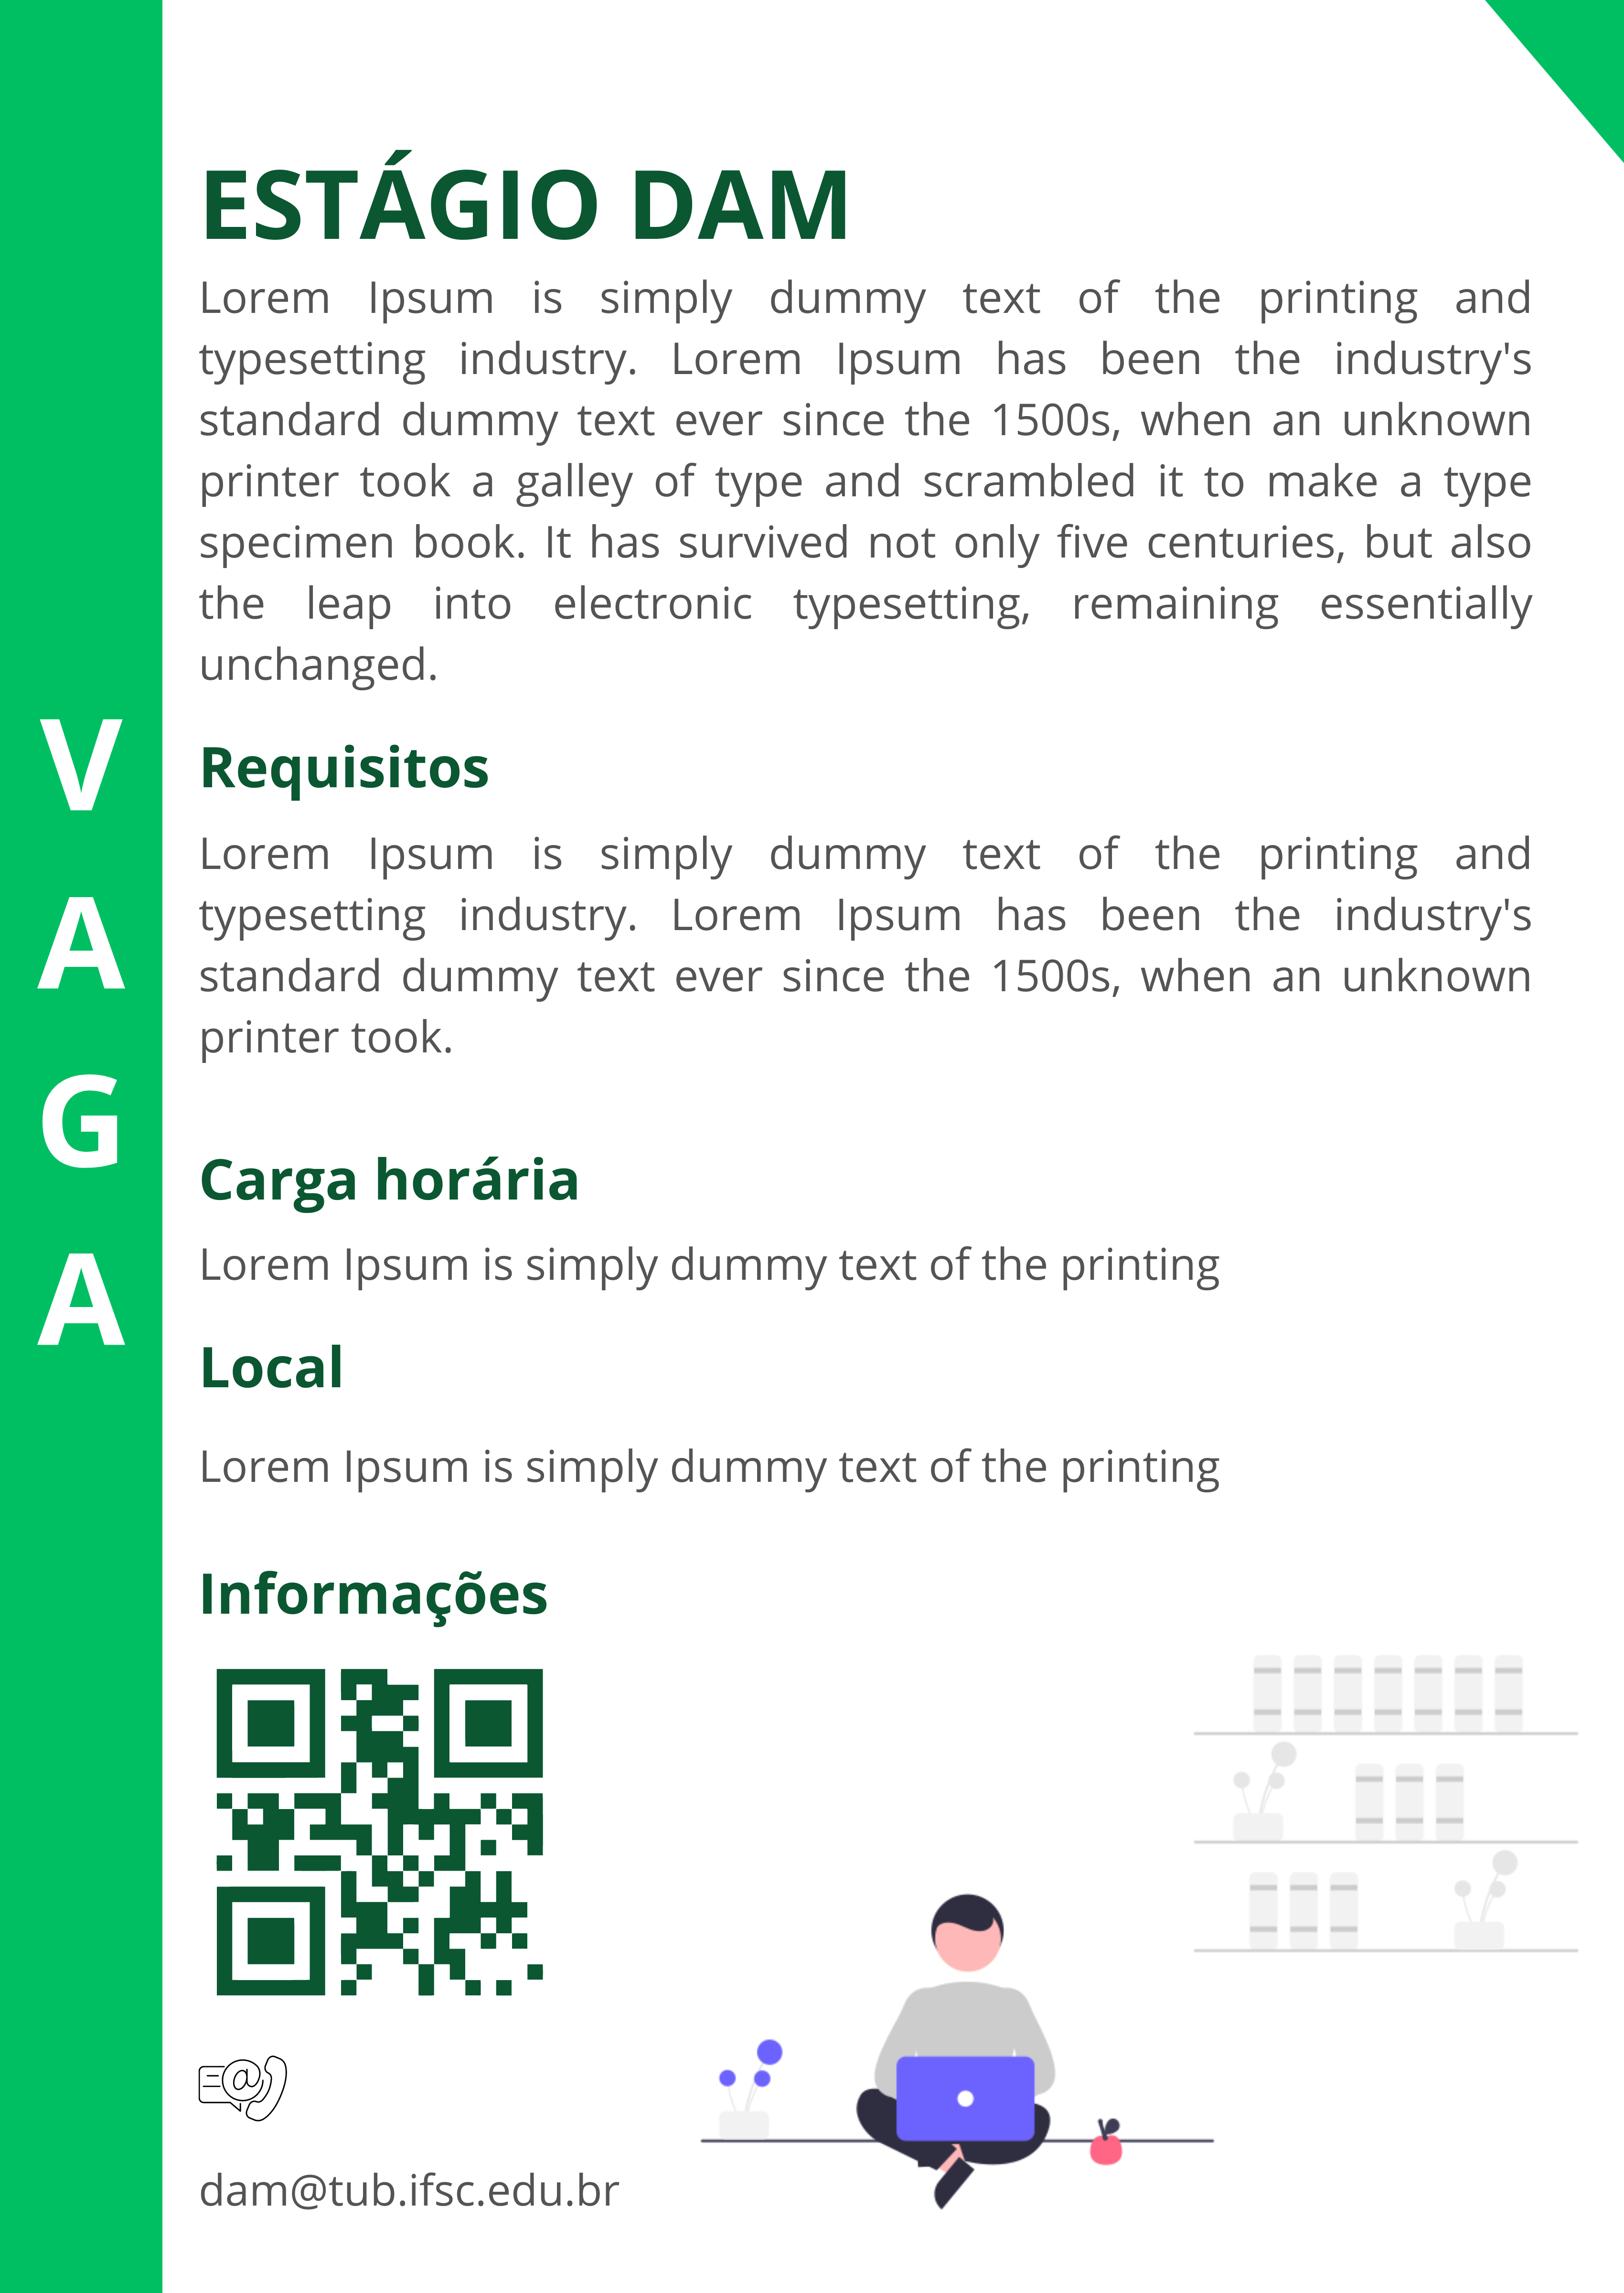 ESTÁGIO DAM
Lorem Ipsum is simply dummy text of the printing and
typesetting industry. Lorem Ipsum has been the industry's
standard dummy text ever since the 1500s, when an unknown
printer took a galley of type and scrambled it to make a type
specimen book. It has survived not only five centuries, but also
the leap into electronic typesetting, remaining essentially
unchanged.
V
A
G
A
Requisitos
Lorem Ipsum is simply dummy text of the printing and
typesetting industry. Lorem Ipsum has been the industry's
standard dummy text ever since the 1500s, when an unknown
printer took.
Carga horária
Lorem Ipsum is simply dummy text of the printing
Local
Lorem Ipsum is simply dummy text of the printing
Informações
@
dam@tub.ifsc.edu.br